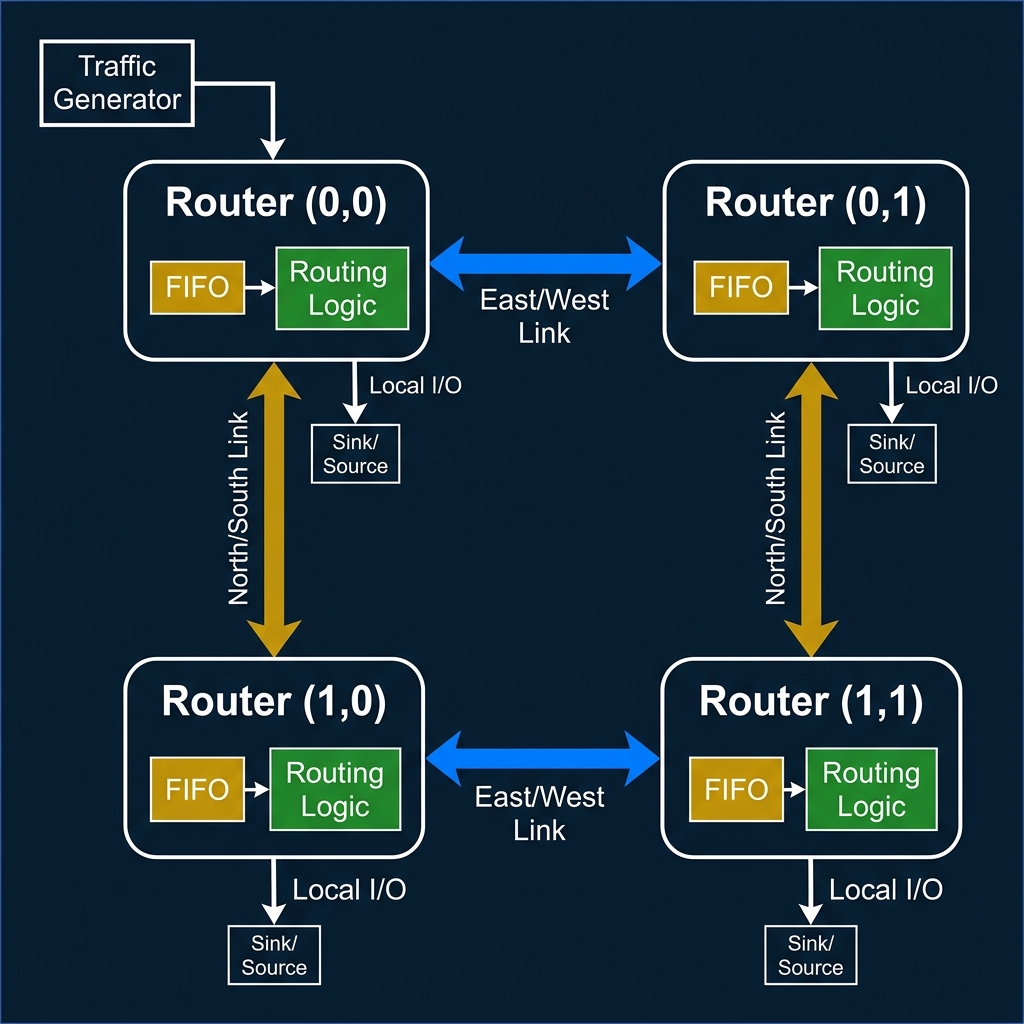 Traffic
Generator
Router (0,0)
FIFO
Routing
Logic
East/West
Link
Router (0,1)
FIFO
Routing
Logic
Local I/O
Sink/
Source
Local I/O
Sink/
Source
North/South Link
North/South Link
Router (1,0)
FIFO
Routing
Logic
East/West
Link
Router (1,1)
FIFO
Routing
Logic
Local I/O
Sink/
Source
Local I/O
Sink/
Source